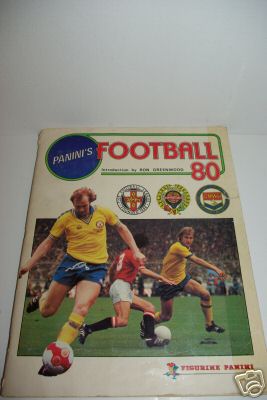 PANINI'S
FOOTBALL
80
Introduction by RON GREENWOOD
FIGURINE PANINI